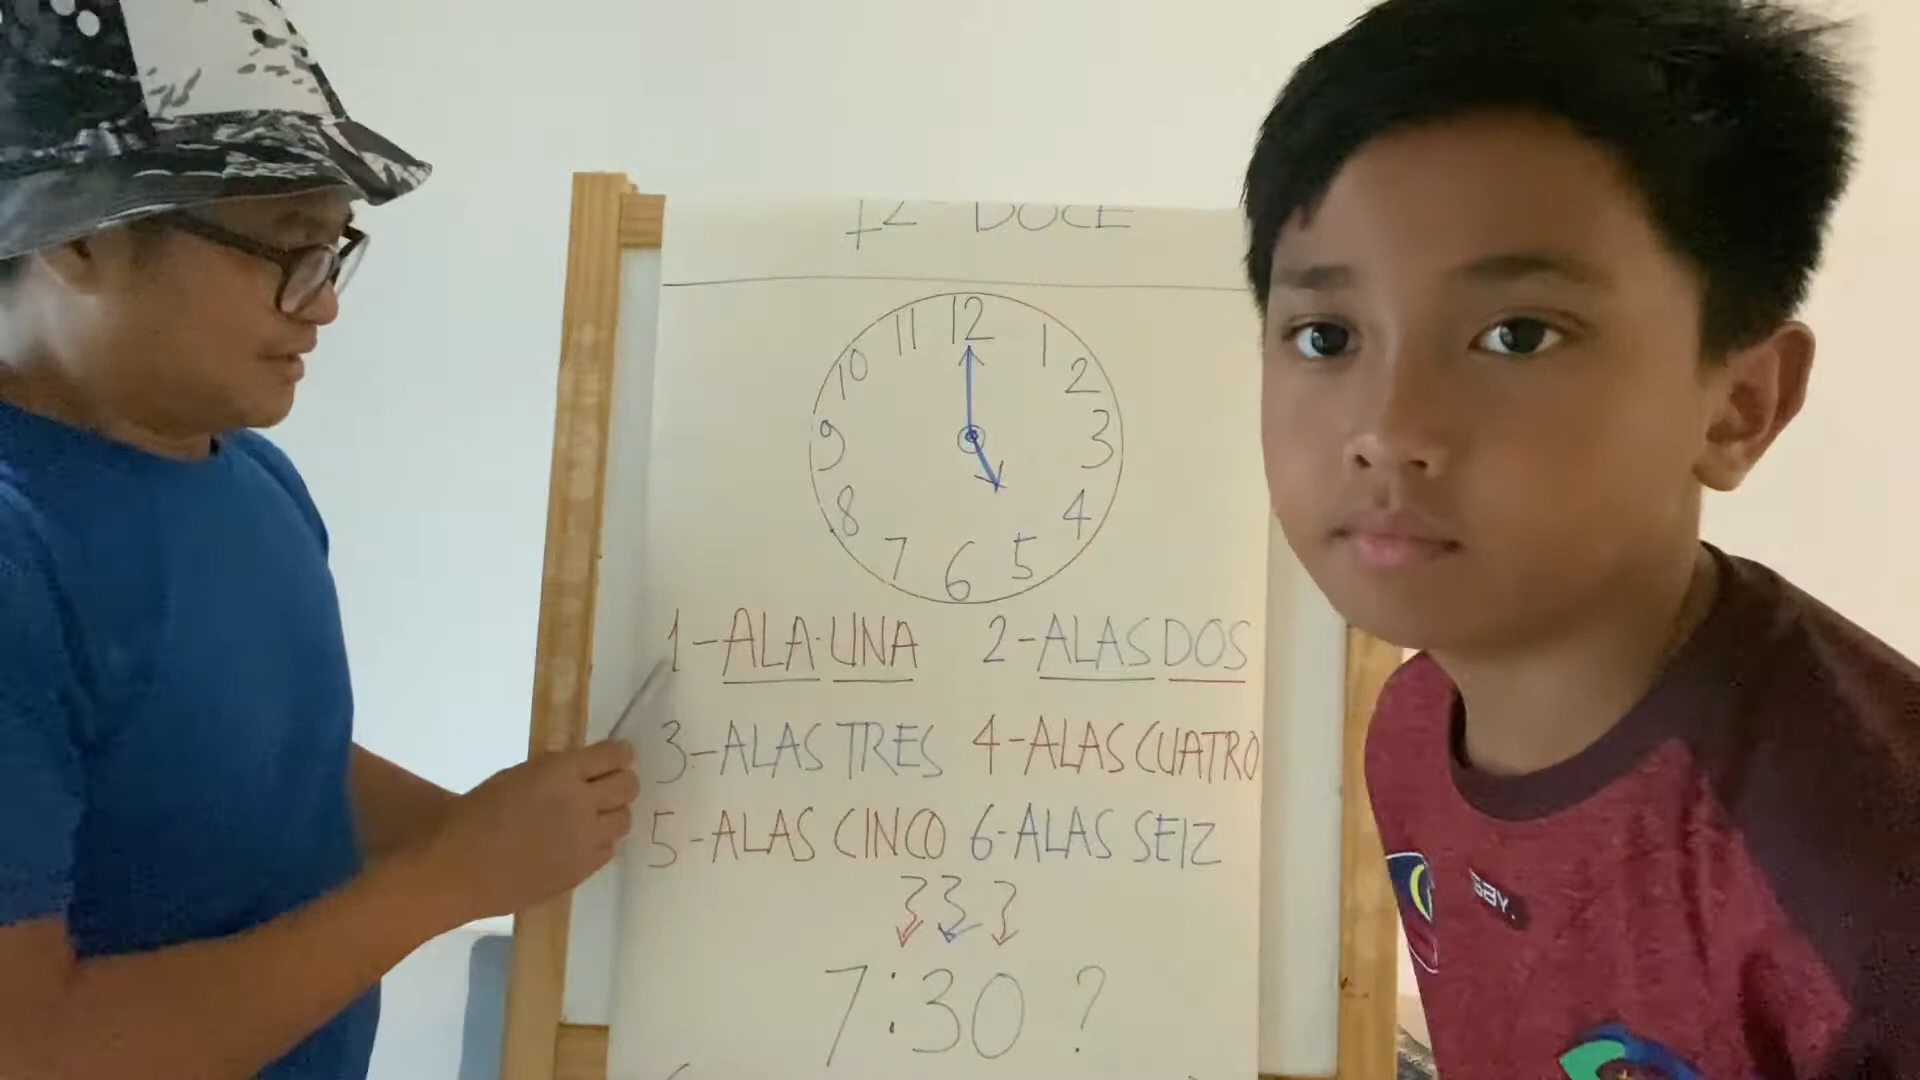 12 - DOCE
12
11 1
10 2
9 3
8 4
7 5
6
1-ALA·UNA 2-ALAS DOS
3-ALAS TRES 4-ALAS CUATRO
5-ALAS CINCO 6-ALAS SEIZ
7:30 ?